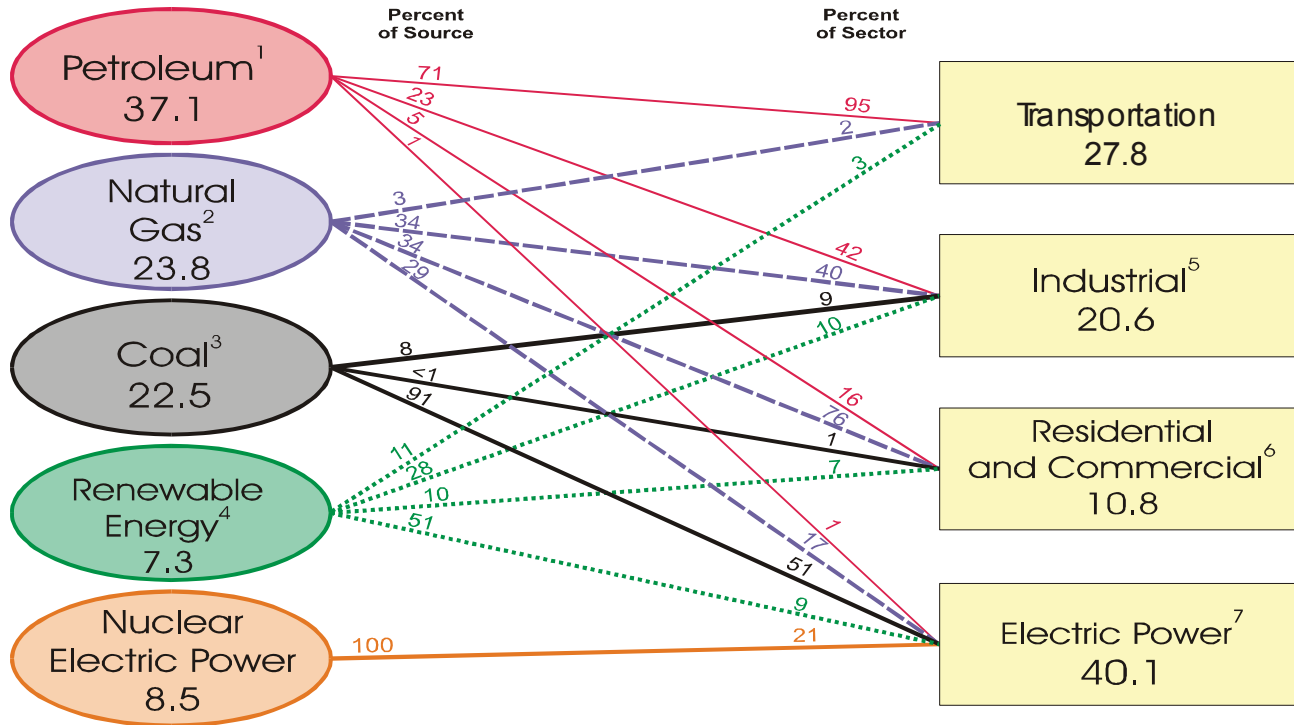 Percent
of Source
Percent
of Sector
Petroleum¹
37.1
Natural
Gas²
23.8
Coal³
22.5
Renewable
Energy⁴
7.3
Nuclear
Electric Power
8.5
71
23
5
1
3
34
34
29
8
<1
91
11
28
10
51
100
95
2
3
42
40
9
10
16
76
1
7
1
17
51
9
21
Transportation
27.8
Industrial⁵
20.6
Residential
and Commercial⁶
10.8
Electric Power⁷
40.1